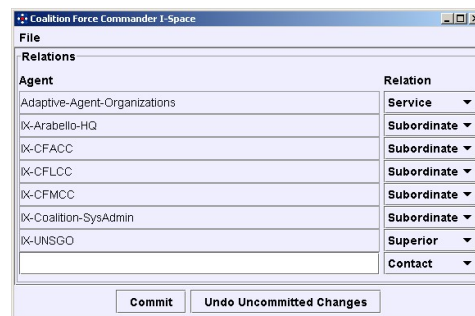 Coalition Force Commander I-Space
File
Relations
Agent Relation
Adaptive-Agent-Organizations Service
IX-Arabello-HQ Subordinate
IX-CFACC Subordinate
IX-CFLCC Subordinate
IX-CFMCC Subordinate
IX-Coalition-SysAdmin Subordinate
IX-UNSGO Superior
Contact
Commit Undo Uncommitted Changes